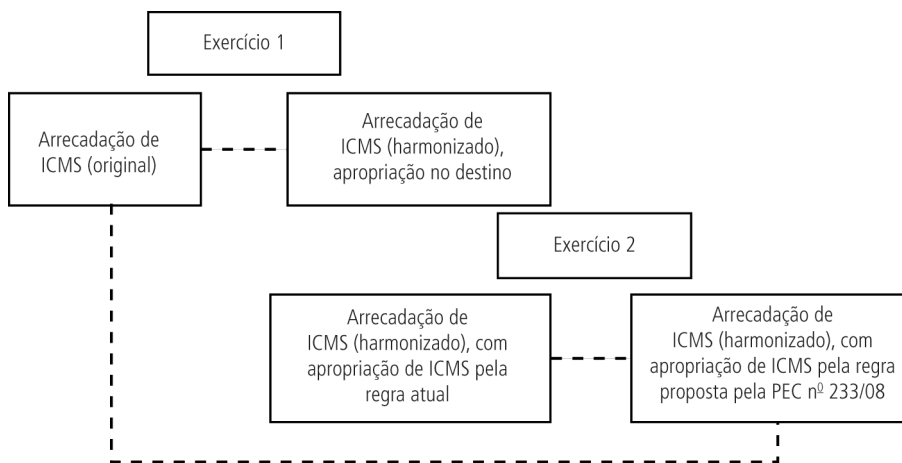 Exercício 1
Arrecadação de
ICMS (original)
Arrecadação de
ICMS (harmonizado),
apropriação no destino
Exercício 2
Arrecadação de
ICMS (harmonizado), com
apropriação de ICMS pela
regra atual
Arrecadação de
ICMS (harmonizado), com
apropriação de ICMS pela regra
proposta pela PEC nº 233/08